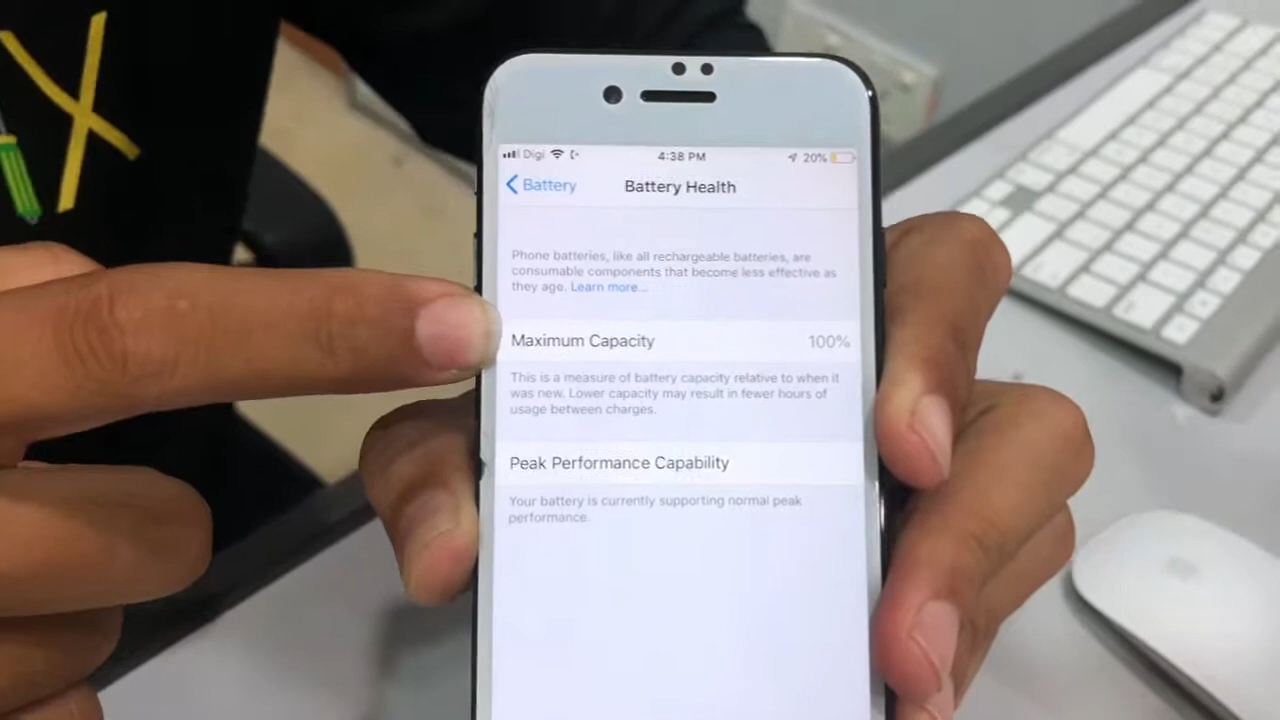 Digi 4:38 PM 20%
Battery Battery Health
Phone batteries, like all rechargeable batteries, are
consumable components that become less effective as
they age. Learn more...
Maximum Capacity 100%
This is a measure of battery capacity relative to when it
was new. Lower capacity may result in fewer hours of
usage between charges.
Peak Performance Capability
Your battery is currently supporting normal peak
performance.